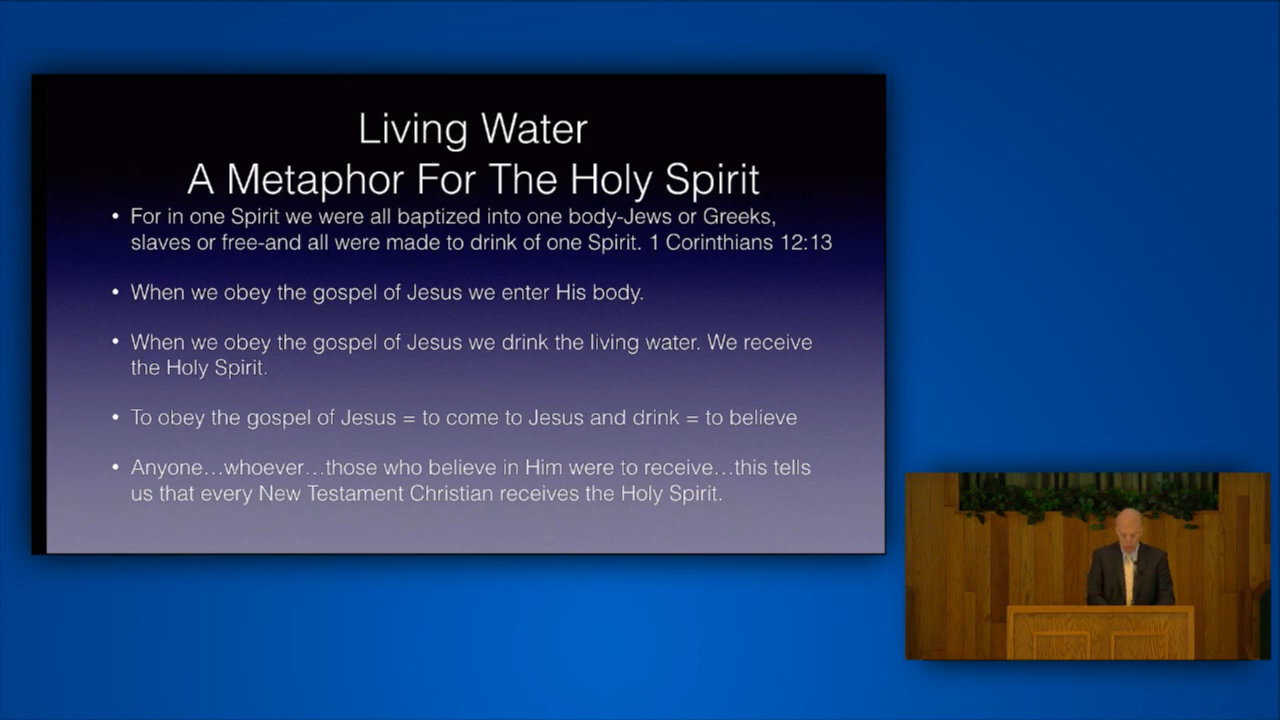 Living Water
A Metaphor For The Holy Spirit
• For in one Spirit we were all baptized into one body-Jews or Greeks,
slaves or free-and all were made to drink of one Spirit. 1 Corinthians 12:13
• When we obey the gospel of Jesus we enter His body.
• When we obey the gospel of Jesus we drink the living water. We receive
the Holy Spirit.
• To obey the gospel of Jesus = to come to Jesus and drink = to believe
• Anyone…whoever…those who believe in Him were to receive…this tells
us that every New Testament Christian receives the Holy Spirit.